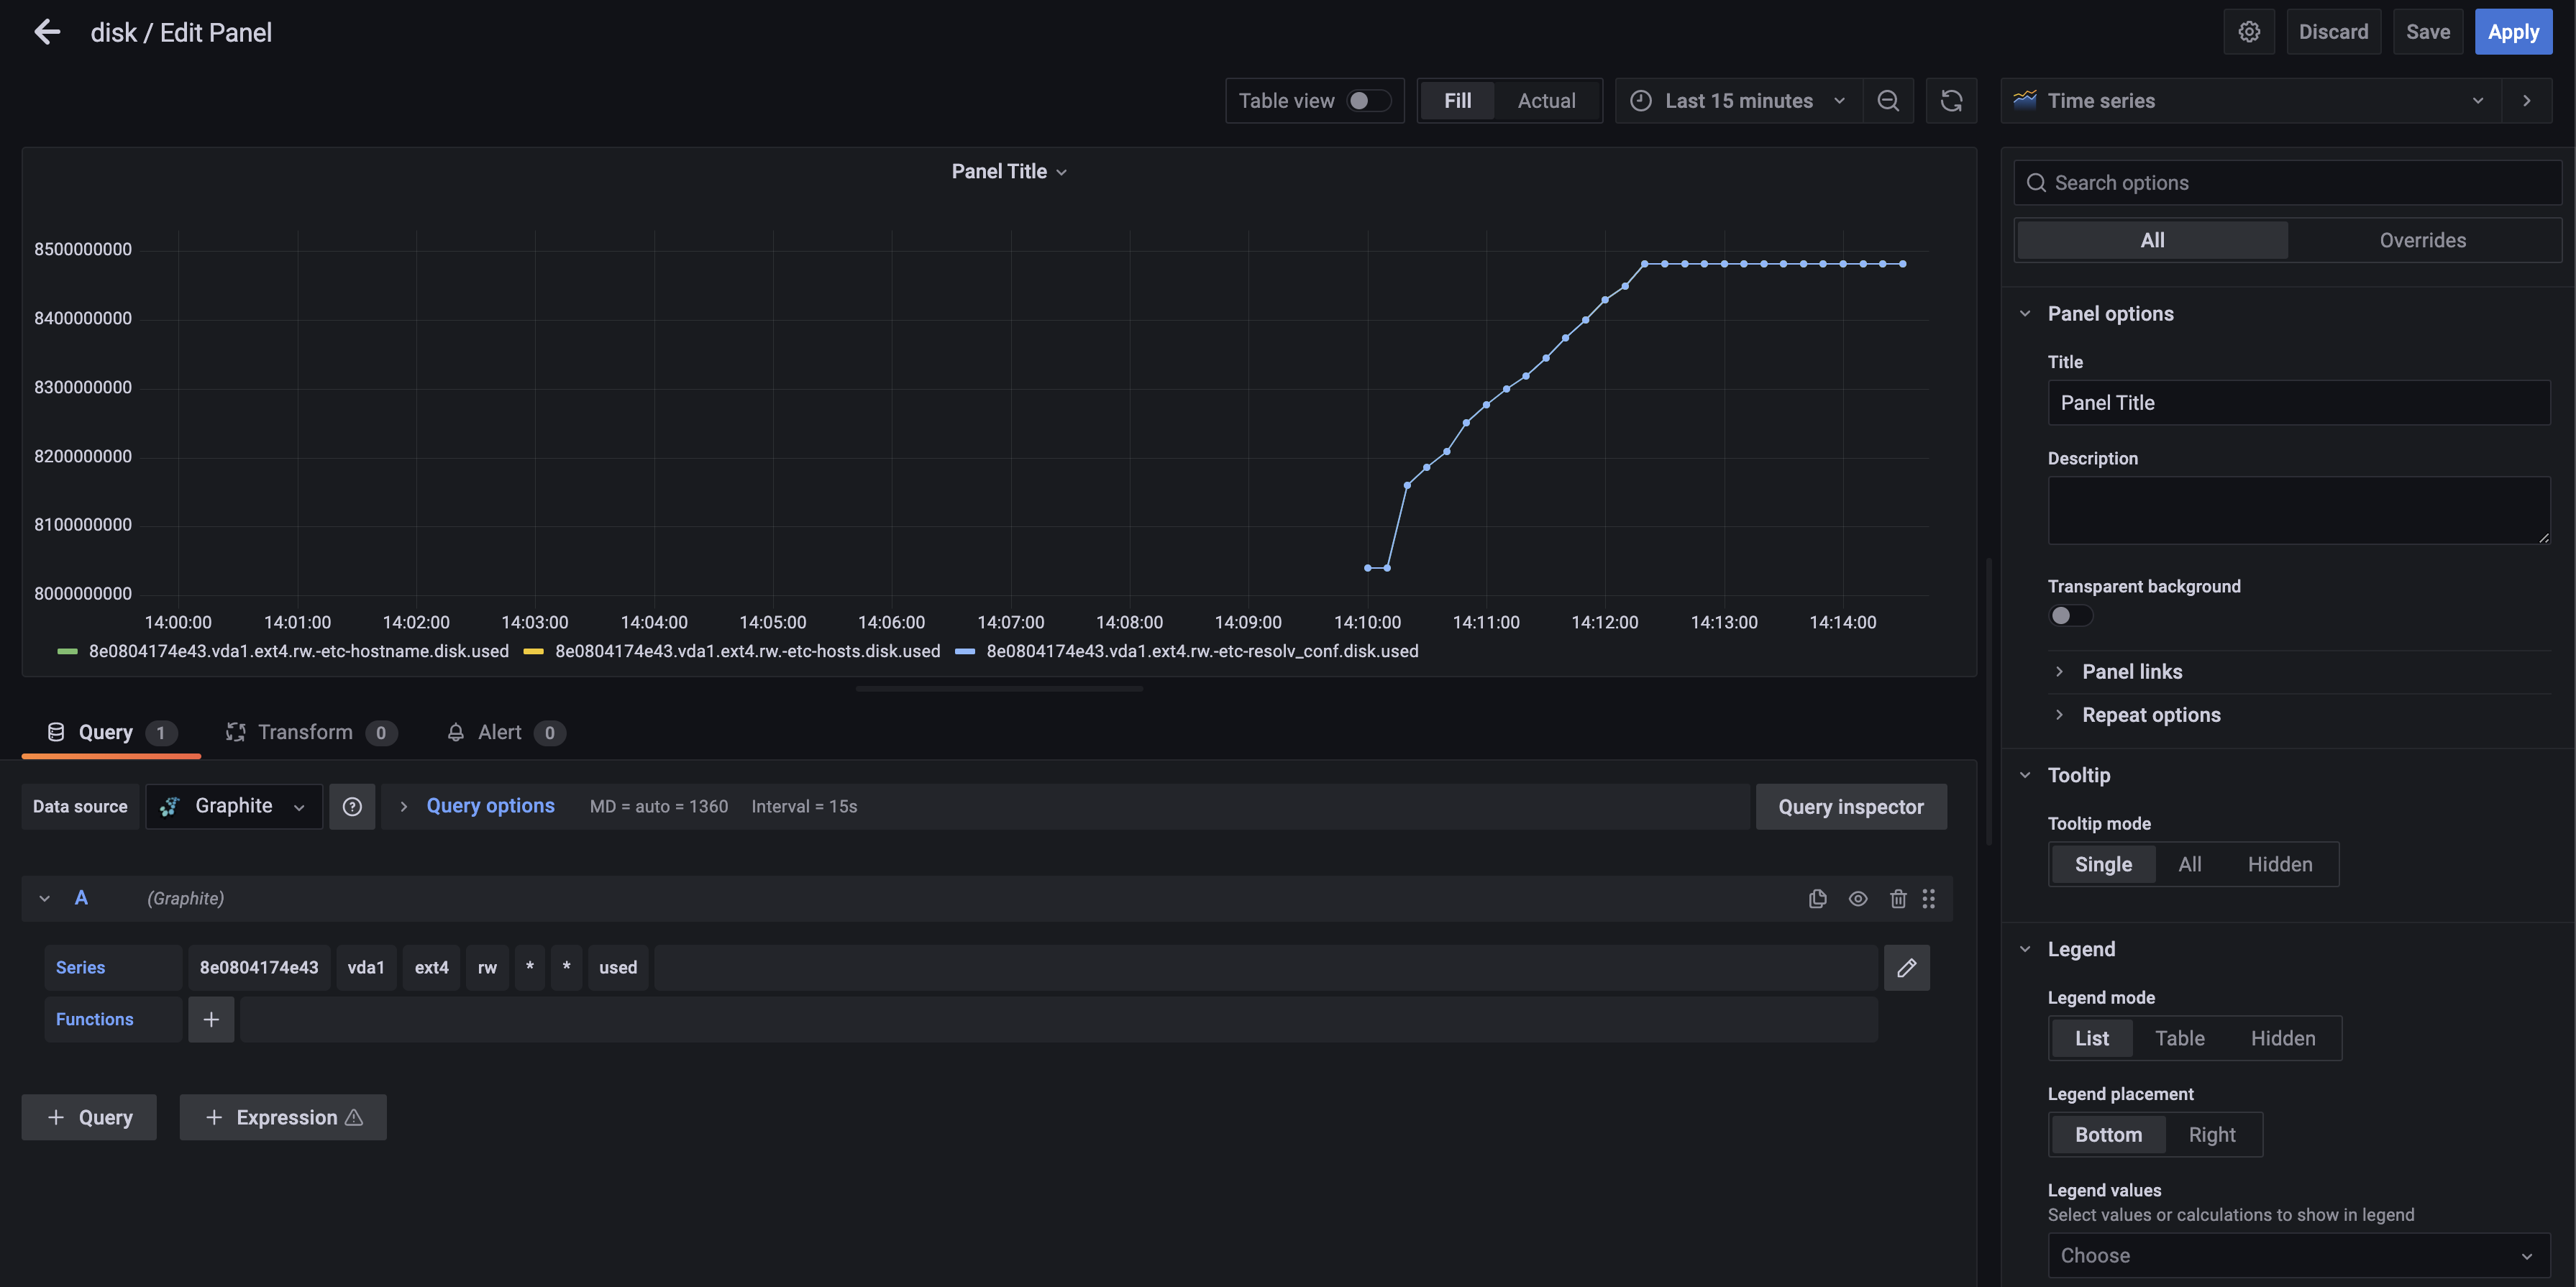 disk / Edit Panel
Discard
Save
Apply
Table view
Fill
Actual
Last 15 minutes
Time series
Panel Title
8500000000
8400000000
8300000000
8200000000
8100000000
8000000000
14:00:00 14:01:00 14:02:00 14:03:00 14:04:00 14:05:00 14:06:00 14:07:00 14:08:00 14:09:00 14:10:00 14:11:00 14:12:00 14:13:00 14:14:00
8e0804174e43.vda1.ext4.rw.-etc-hostname.disk.used 8e0804174e43.vda1.ext4.rw.-etc-hosts.disk.used 8e0804174e43.vda1.ext4.rw.-etc-resolv_conf.disk.used
Query 1
Transform 0
Alert 0
Data source
Graphite
Query options
MD = auto = 1360
Interval = 15s
Query inspector
A
(Graphite)
Series
8e0804174e43
vda1
ext4
rw
*
*
used
Functions
+
+ Query
+ Expression
Search options
All
Overrides
Panel options
Title
Panel Title
Description
Transparent background
Panel links
Repeat options
Tooltip
Tooltip mode
Single
All
Hidden
Legend
Legend mode
List
Table
Hidden
Legend placement
Bottom
Right
Legend values
Select values or calculations to show in legend
Choose